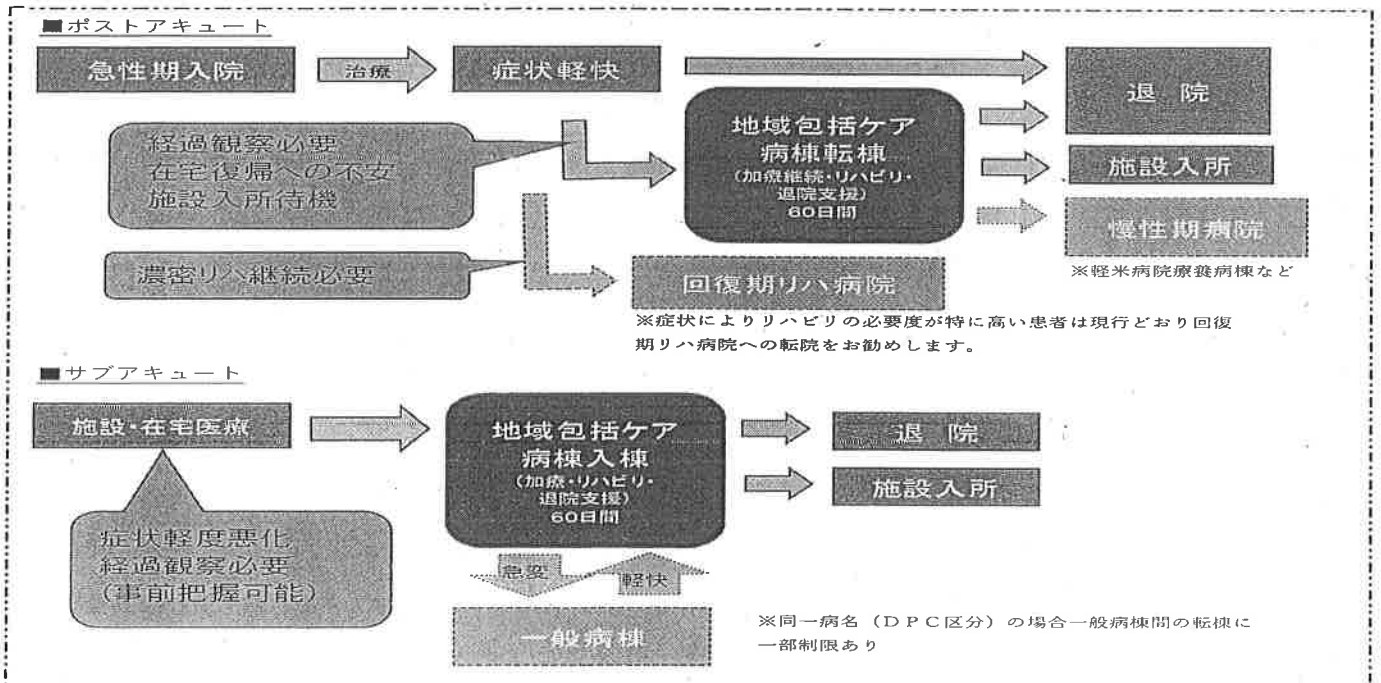 ■ポストアキュート
急性期入院
治療
症状軽快
退 院
経過観察必要
在宅復帰への不安
施設入所待機
地域包括ケア
病棟転棟
(加療継続・リハビリ・
退院支援)
60日間
施設入所
慢性期病院
※軽米病院療養病棟など
濃密リハ継続必要
回復期リハ病院
※症状によりリハビリの必要度が特に高い患者は現行どおり回復
期リハ病院への転院をお勧めします。
■サブアキュート
施設・在宅医療
地域包括ケア
病棟入棟
(加療・リハビリ・
退院支援)
60日間
退 院
施設入所
症状軽度悪化
経過観察必要
(事前把握可能)
急変
軽快
一般病棟
※同一病名(DPC区分)の場合一般病棟間の転棟に
一部制限あり